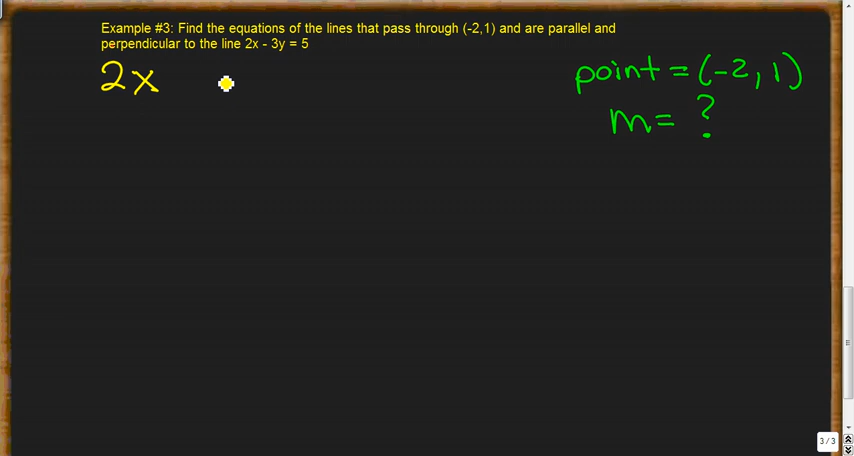 Example #3: Find the equations of the lines that pass through (-2,1) and are parallel and
perpendicular to the line 2x - 3y = 5
2x
point = (-2, 1)
m = ?
3 / 3